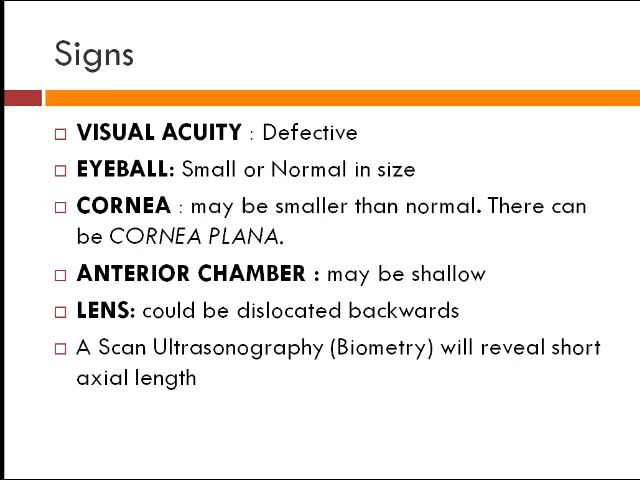 Signs
VISUAL ACUITY : Defective
EYEBALL: Small or Normal in size
CORNEA : may be smaller than normal. There can
be CORNEA PLANA.
ANTERIOR CHAMBER : may be shallow
LENS: could be dislocated backwards
A Scan Ultrasonography (Biometry) will reveal short
axial length